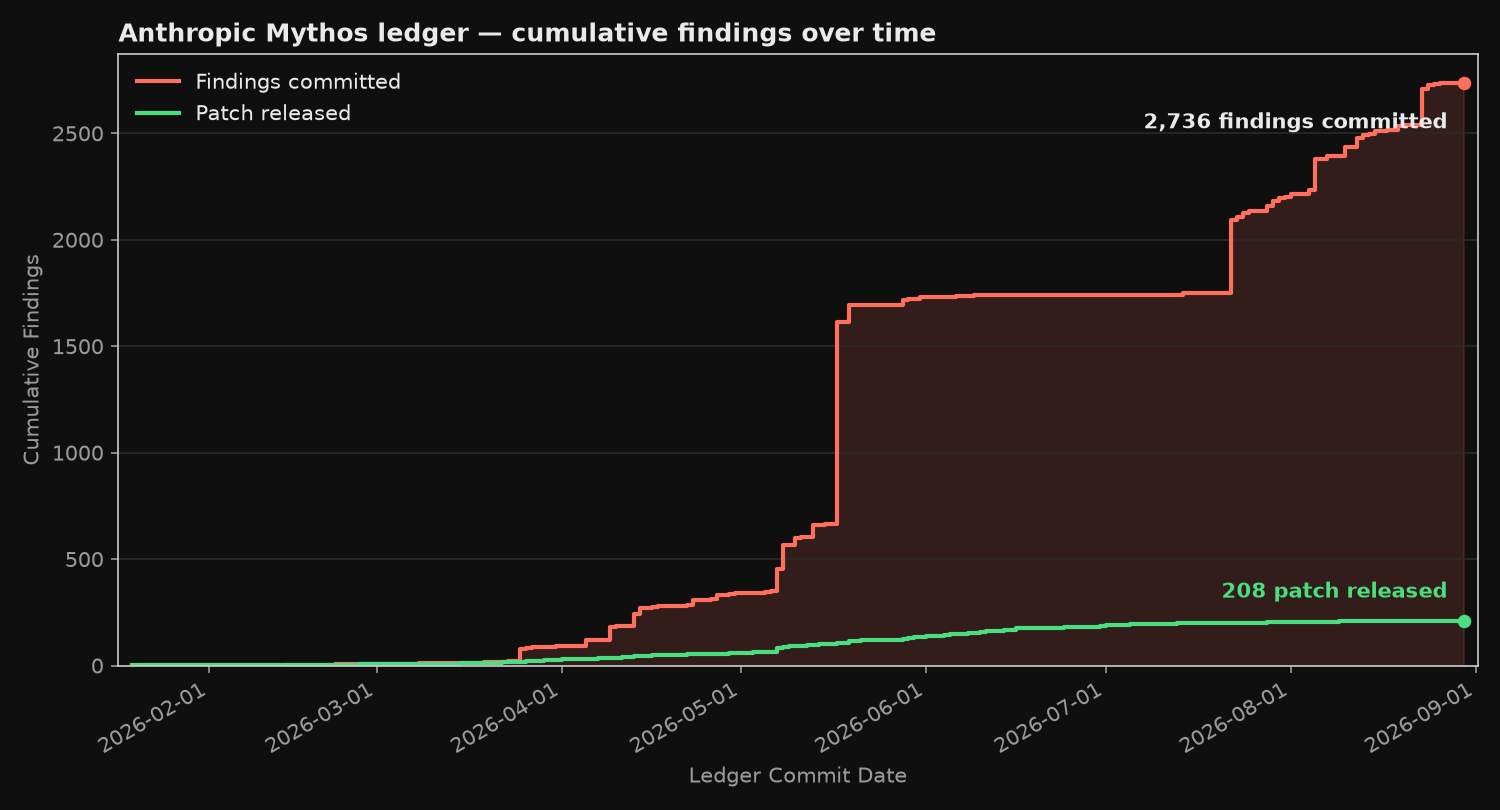 Anthropic Mythos ledger — cumulative findings over time
Findings committed
Patch released
2,736 findings committed
208 patch released
Cumulative Findings
2500
2000
1500
1000
500
0
2026-02-01
2026-03-01
2026-04-01
2026-05-01
2026-06-01
2026-07-01
2026-08-01
2026-09-01
Ledger Commit Date